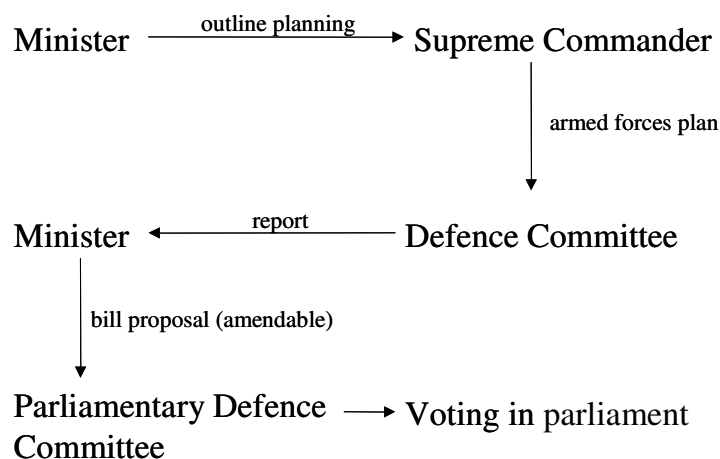 Minister
outline planning
Supreme Commander
armed forces plan
Minister
report
Defence Committee
bill proposal (amendable)
Parliamentary Defence
Committee
Voting in parliament